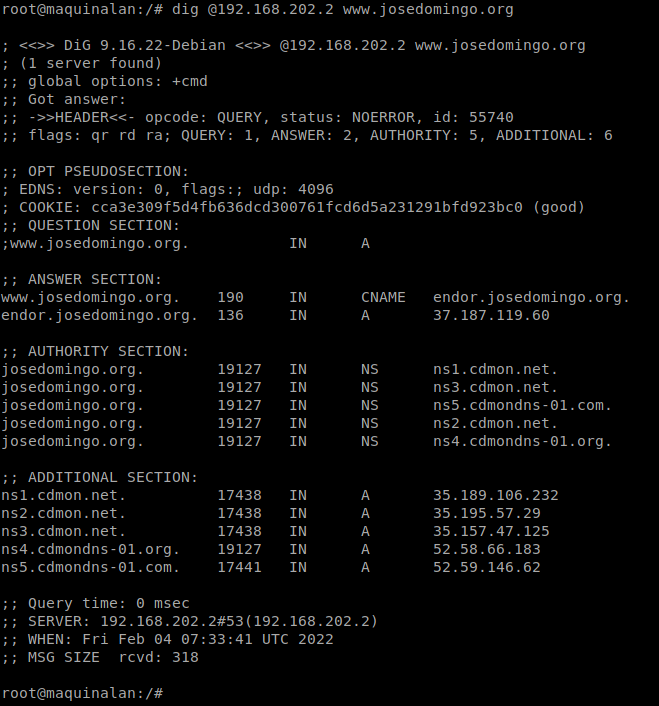 root@maquinalan:/# dig @192.168.202.2 www.josedomingo.org
; <<>> DiG 9.16.22-Debian <<>> @192.168.202.2 www.josedomingo.org
; (1 server found)
;; global options: +cmd
;; Got answer:
;; ->>HEADER<<- opcode: QUERY, status: NOERROR, id: 55740
;; flags: qr rd ra; QUERY: 1, ANSWER: 2, AUTHORITY: 5, ADDITIONAL: 6
;; OPT PSEUDOSECTION:
; EDNS: version: 0, flags:; udp: 4096
; COOKIE: cca3e309f5d4fb636dcd300761fcd6d5a231291bfd923bc0 (good)
;; QUESTION SECTION:
;www.josedomingo.org. IN A
;; ANSWER SECTION:
www.josedomingo.org. 190 IN CNAME endor.josedomingo.org.
endor.josedomingo.org. 136 IN A 37.187.119.60
;; AUTHORITY SECTION:
josedomingo.org. 19127 IN NS ns1.cdmon.net.
josedomingo.org. 19127 IN NS ns3.cdmon.net.
josedomingo.org. 19127 IN NS ns5.cdmondns-01.com.
josedomingo.org. 19127 IN NS ns2.cdmon.net.
josedomingo.org. 19127 IN NS ns4.cdmondns-01.org.
;; ADDITIONAL SECTION:
ns1.cdmon.net. 17438 IN A 35.189.106.232
ns2.cdmon.net. 17438 IN A 35.195.57.29
ns3.cdmon.net. 17438 IN A 35.157.47.125
ns4.cdmondns-01.org. 19127 IN A 52.58.66.183
ns5.cdmondns-01.com. 17441 IN A 52.59.146.62
;; Query time: 0 msec
;; SERVER: 192.168.202.2#53(192.168.202.2)
;; WHEN: Fri Feb 04 07:33:41 UTC 2022
;; MSG SIZE  rcvd: 318
root@maquinalan:/#